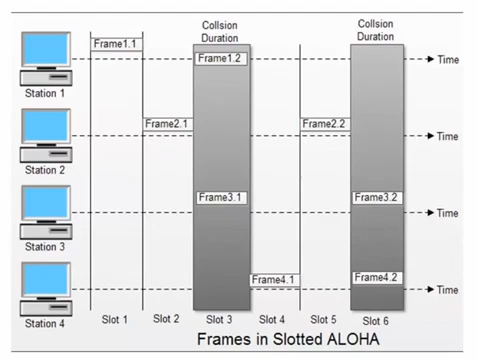 Collsion
Duration
Collsion
Duration
Frame1.1
Frame1.2
Time
Station 1
Frame2.1
Frame2.2
Time
Station 2
Frame3.1
Frame3.2
Time
Station 3
Frame4.1
Frame4.2
Time
Station 4
Slot 1
Slot 2
Slot 3
Slot 4
Slot 5
Slot 6
Frames in Slotted ALOHA